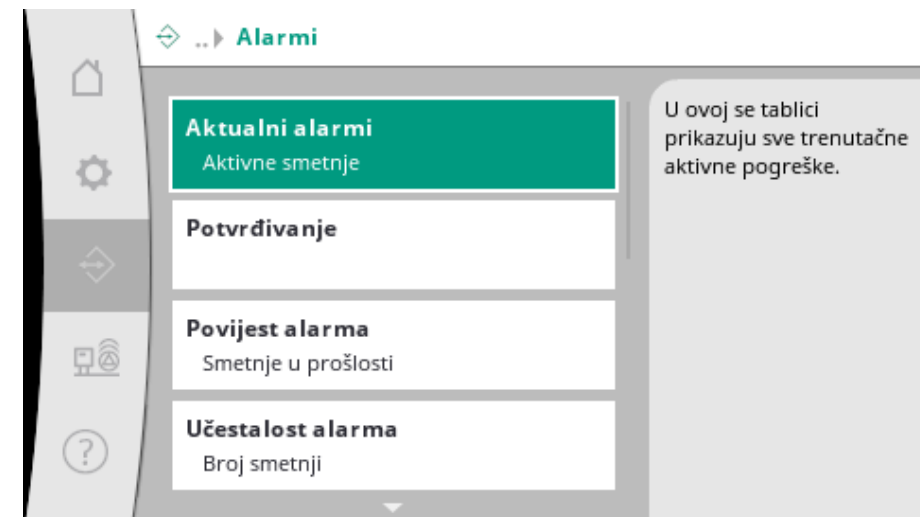 ..Alarmi
Aktualni alarmi
Aktivne smetnje
Potvrđivanje
Povijest alarma
Smetnje u prošlosti
Učestalost alarma
Broj smetnji
U ovoj se tablici
prikazuju sve trenutačne
aktivne pogreške.
?